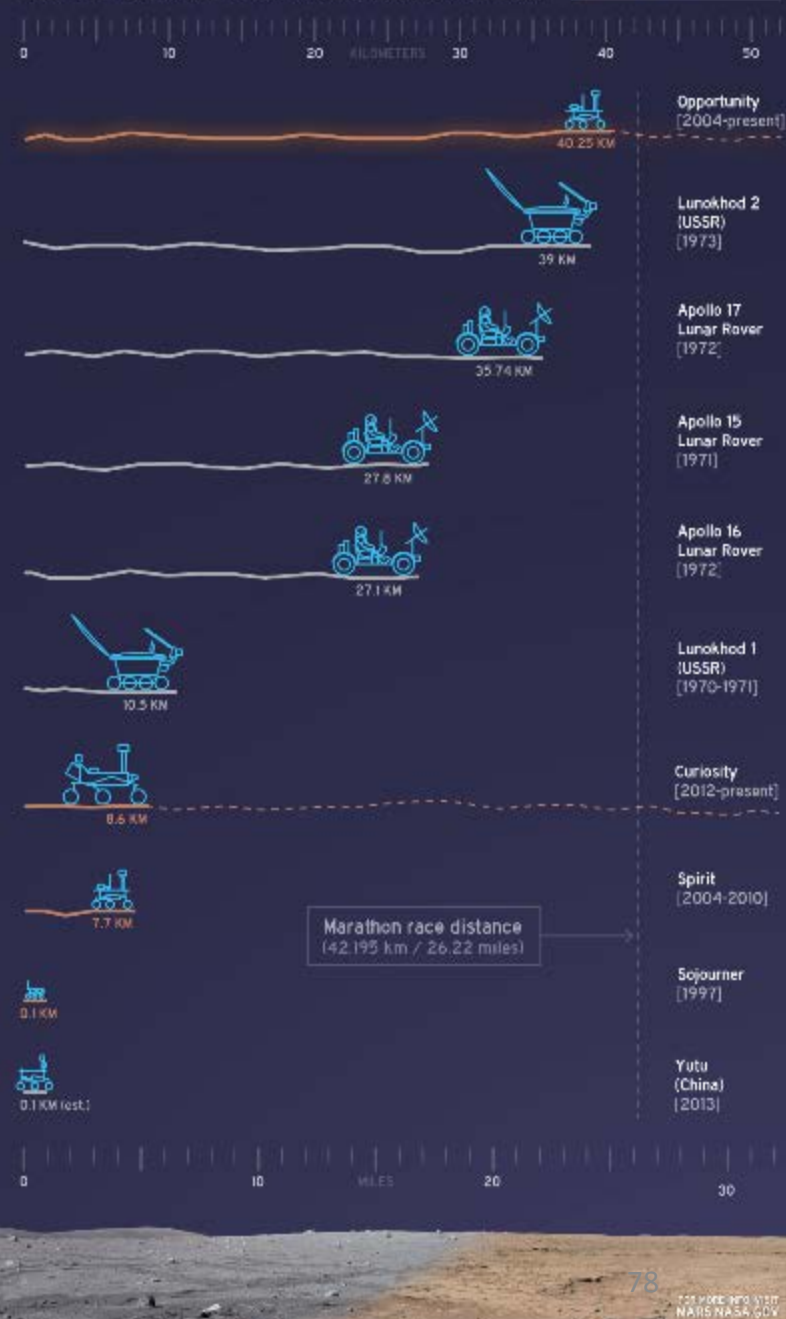 0 10 20 KILOMETERS 30 40 50
Opportunity
[2004-present]
40.25 KM
Lunokhod 2
(USSR)
[1973]
39 KM
Apollo 17
Lunar Rover
[1972]
35.74 KM
Apollo 15
Lunar Rover
[1971]
27.8 KM
Apollo 16
Lunar Rover
[1972]
27.1 KM
Lunokhod 1
(USSR)
[1970-1971]
10.5 KM
Curiosity
[2012-present]
8.6 KM
Spirit
[2004-2010]
7.7 KM
Marathon race distance
(42.195 km / 26.22 miles)
Sojourner
[1997]
0.1 KM
Yutu
(China)
[2013]
0.1 KM (est.)
0 10 MILES 20 30
78
FOR MORE INFO VISIT
MARS.NASA.GOV